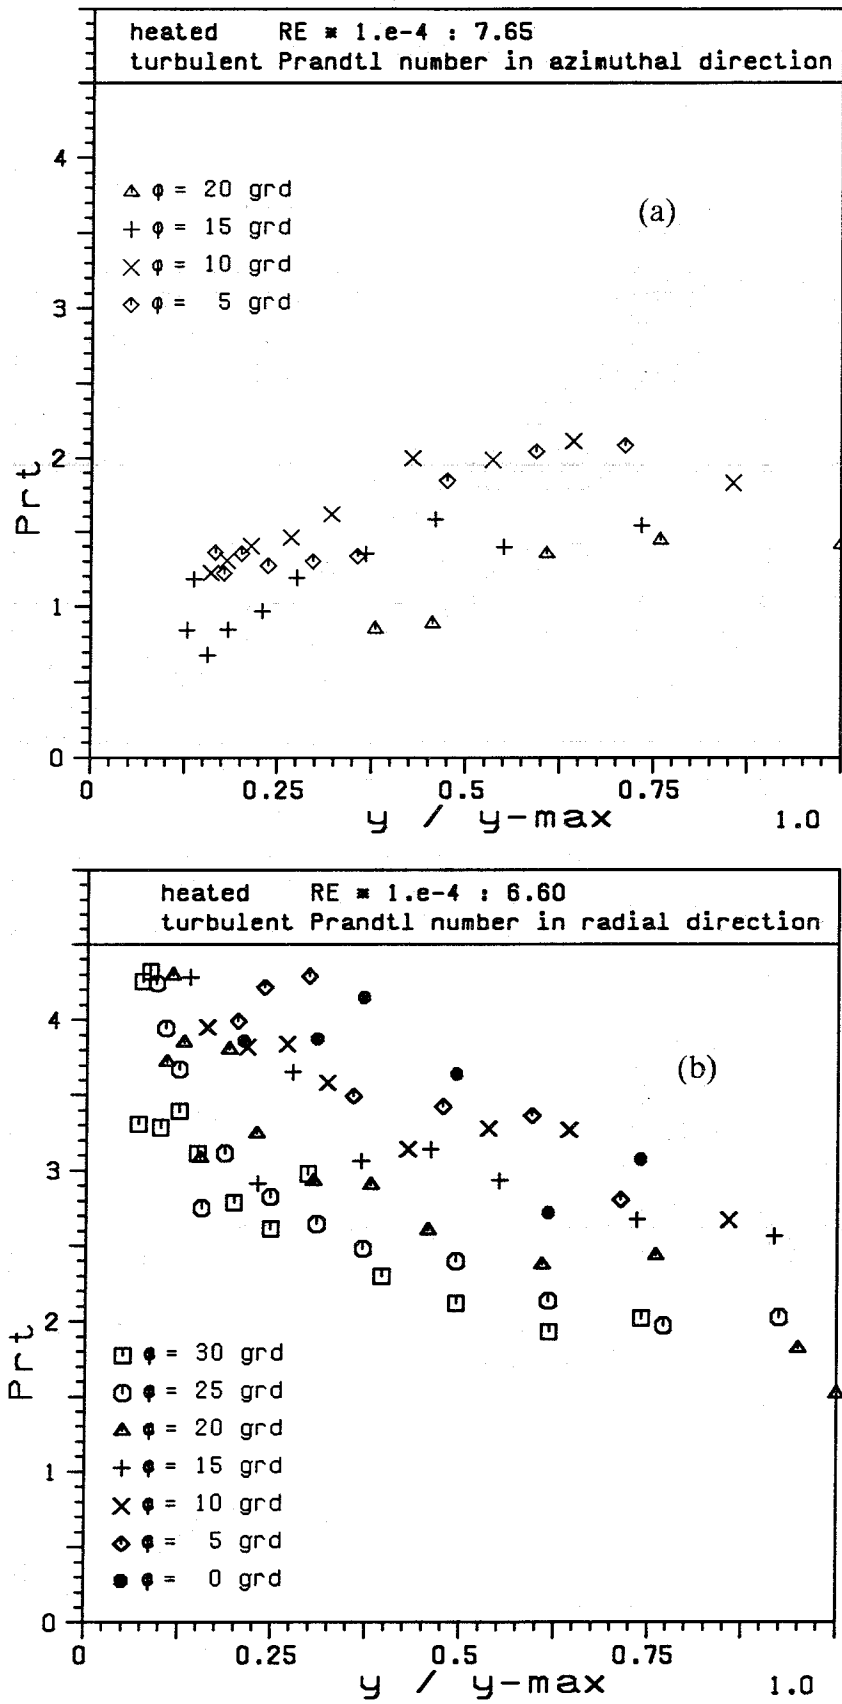 heated RE * 1.e-4 : 7.65
turbulent Prandtl number in azimuthal direction
4
φ = 20 grd
(a)
φ = 15 grd
φ = 10 grd
φ = 5 grd
3
2
Prt
1
0
0 0.25 0.5 0.75
y / y-max 1.0
heated RE * 1.e-4 : 6.60
turbulent Prandtl number in radial direction
4
(b)
3
2
Prt
φ = 30 grd
φ = 25 grd
φ = 20 grd
1
φ = 15 grd
φ = 10 grd
φ = 5 grd
φ = 0 grd
0
0 0.25 0.5 0.75
y / y-max 1.0